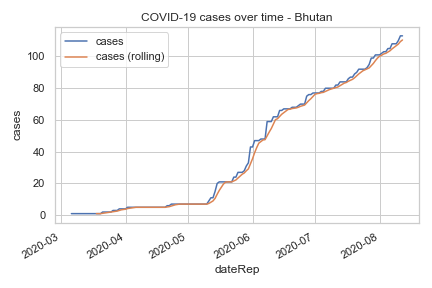 COVID-19 cases over time - Bhutan
cases
cases (rolling)
100
80
60
40
20
0
cases
2020-03
2020-04
2020-05
2020-06
2020-07
2020-08
dateRep